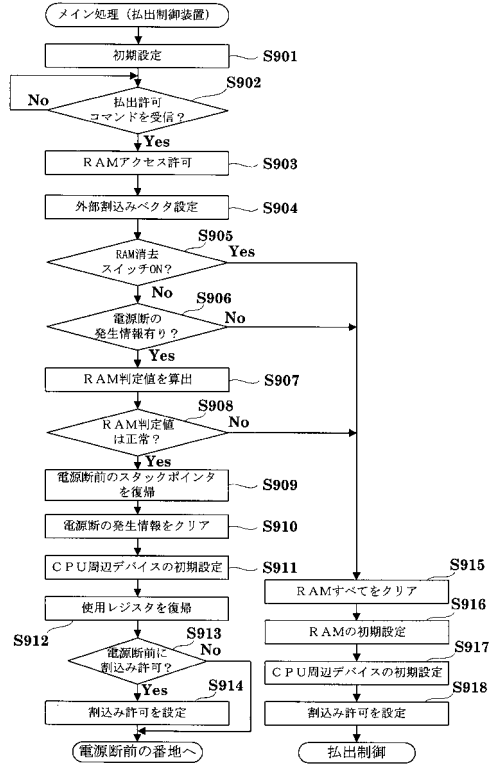 メイン処理（払出制御装置）
初期設定
S901
S902
No
払出許可
コマンドを受信？
Yes
RAMアクセス許可
S903
外部割込みベクタ設定
S904
S905
RAM消去
スイッチON？
Yes
No
S906
電源断の
発生情報有り？
No
Yes
RAM判定値を算出
S907
S908
RAM判定値
は正常？
No
Yes
電源断前のスタックポインタ
を復帰
S909
電源断の発生情報をクリア
S910
S911
CPU周辺デバイスの初期設定
使用レジスタを復帰
S912
S913
電源断前に
割込み許可？
No
Yes
S914
割込み許可を設定
電源断前の番地へ
S915
RAMすべてをクリア
S916
RAMの初期設定
S917
CPU周辺デバイスの初期設定
S918
割込み許可を設定
払出制御